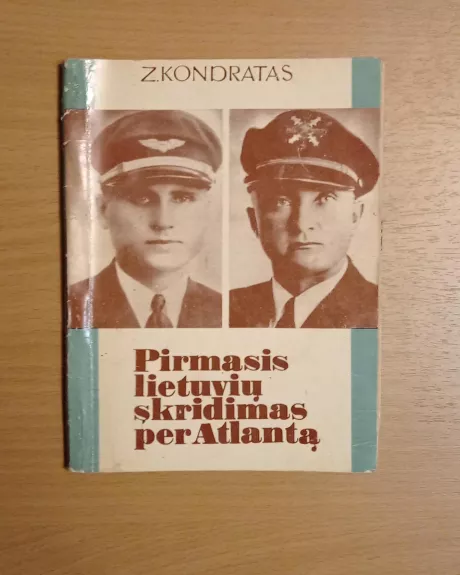 Z. KONDRATAS
Pirmasis
lietuvių
skridimas
per Atlantą